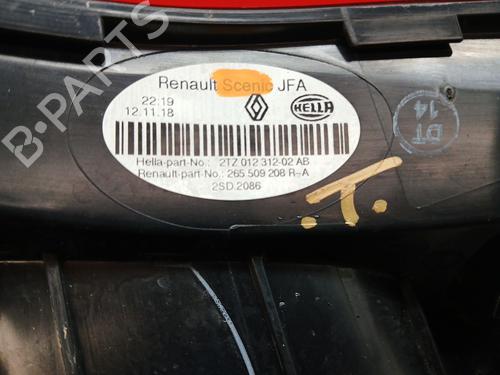 Renault Scenic JFA
22:19
12.11.18
HELLA
Hella-part-No.: 2TZ 012 312-02 AB
Renault-part-No.: 265 509 208 R-A
2SD.2086
DT
14
.T.
B-PARTS